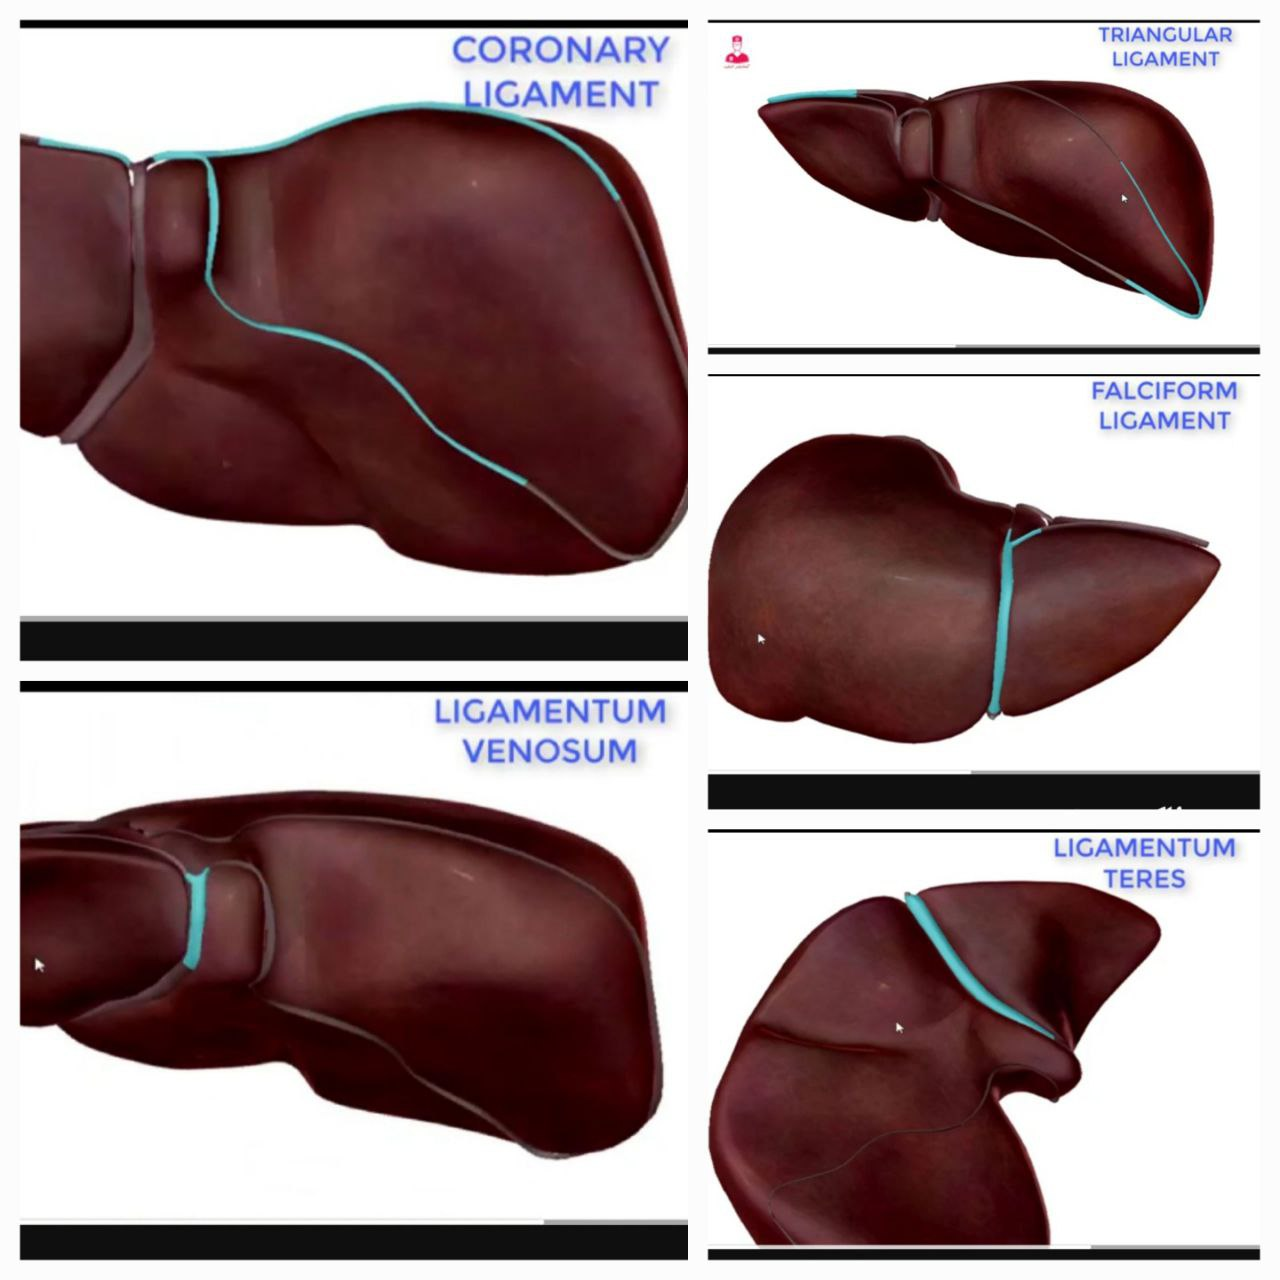 CORONARY
LIGAMENT
TRIANGULAR
LIGAMENT
FALCIFORM
LIGAMENT
LIGAMENTUM
VENOSUM
LIGAMENTUM
TERES